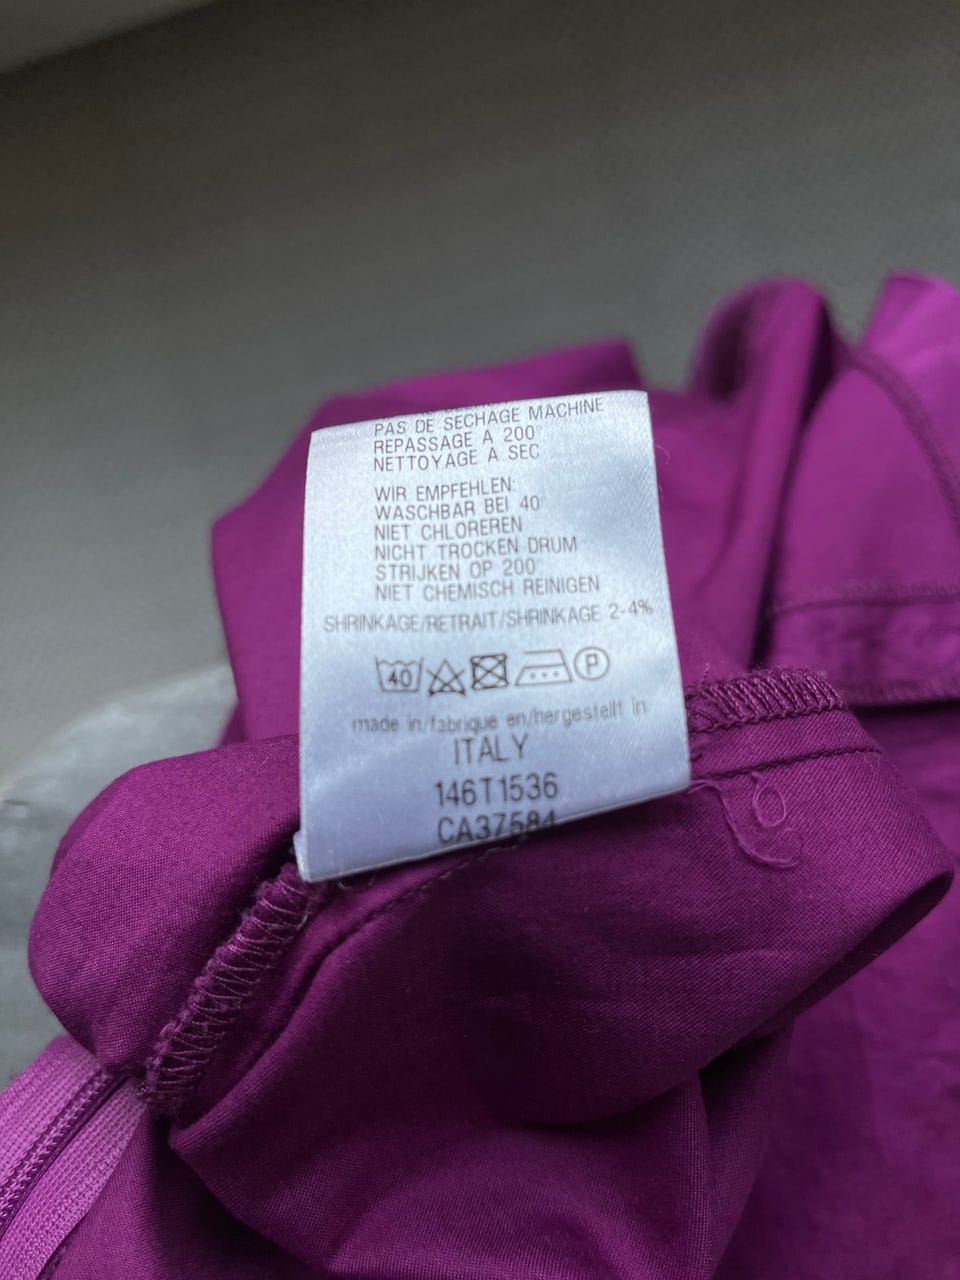 PAS DE SECHAGE MACHINE
REPASSAGE A 200°
NETTOYAGE A SEC
WIR EMPFEHLEN:
WASCHBAR BEI 40°
NIET CHLOREREN
NICHT TROCKEN DRUM
STRIJKEN OP 200°
NIET CHEMISCH REINIGEN
SHRINKAGE/RETRAIT/SHRINKAGE 2-4%
40 P
made in/fabrique en/hergestellt in
ITALY
146T1536
CA37584